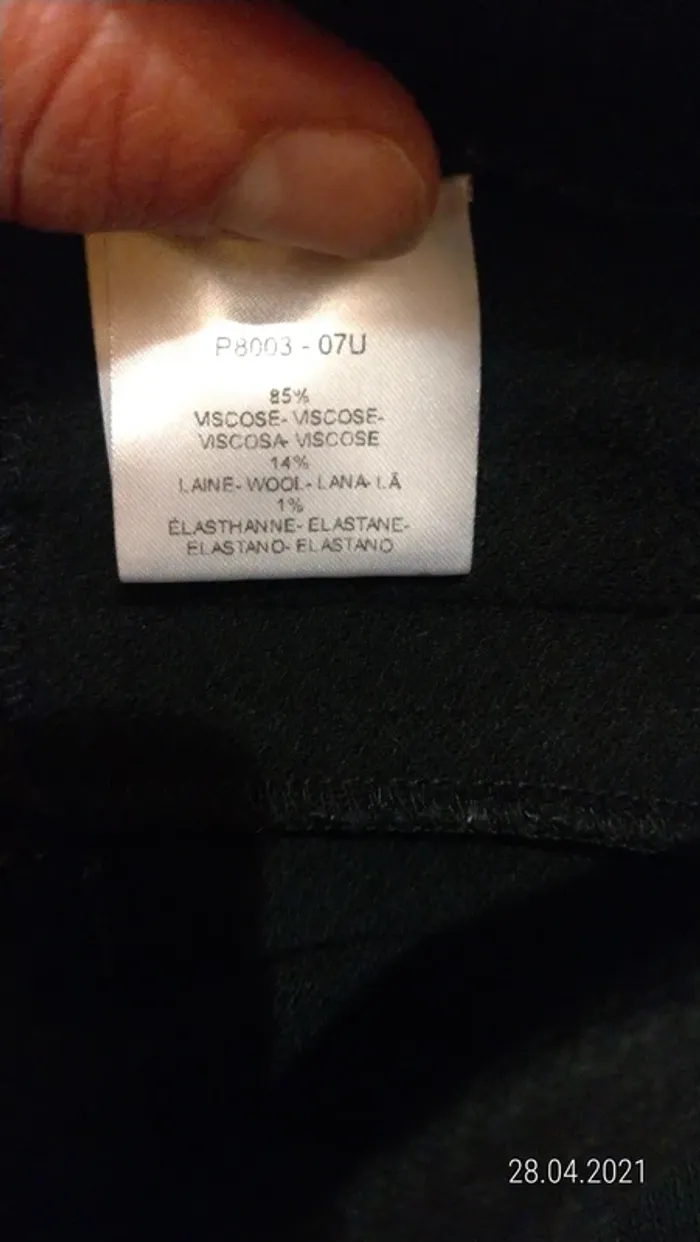 P8003 - 07U
85%
VISCOSE- VISCOSE-
VISCOSA- VISCOSE
14%
LAINE- WOOL- LANA- LÃ
1%
ÉLASTHANNE- ELASTANE-
ELASTANO- ELASTANO
28.04.2021